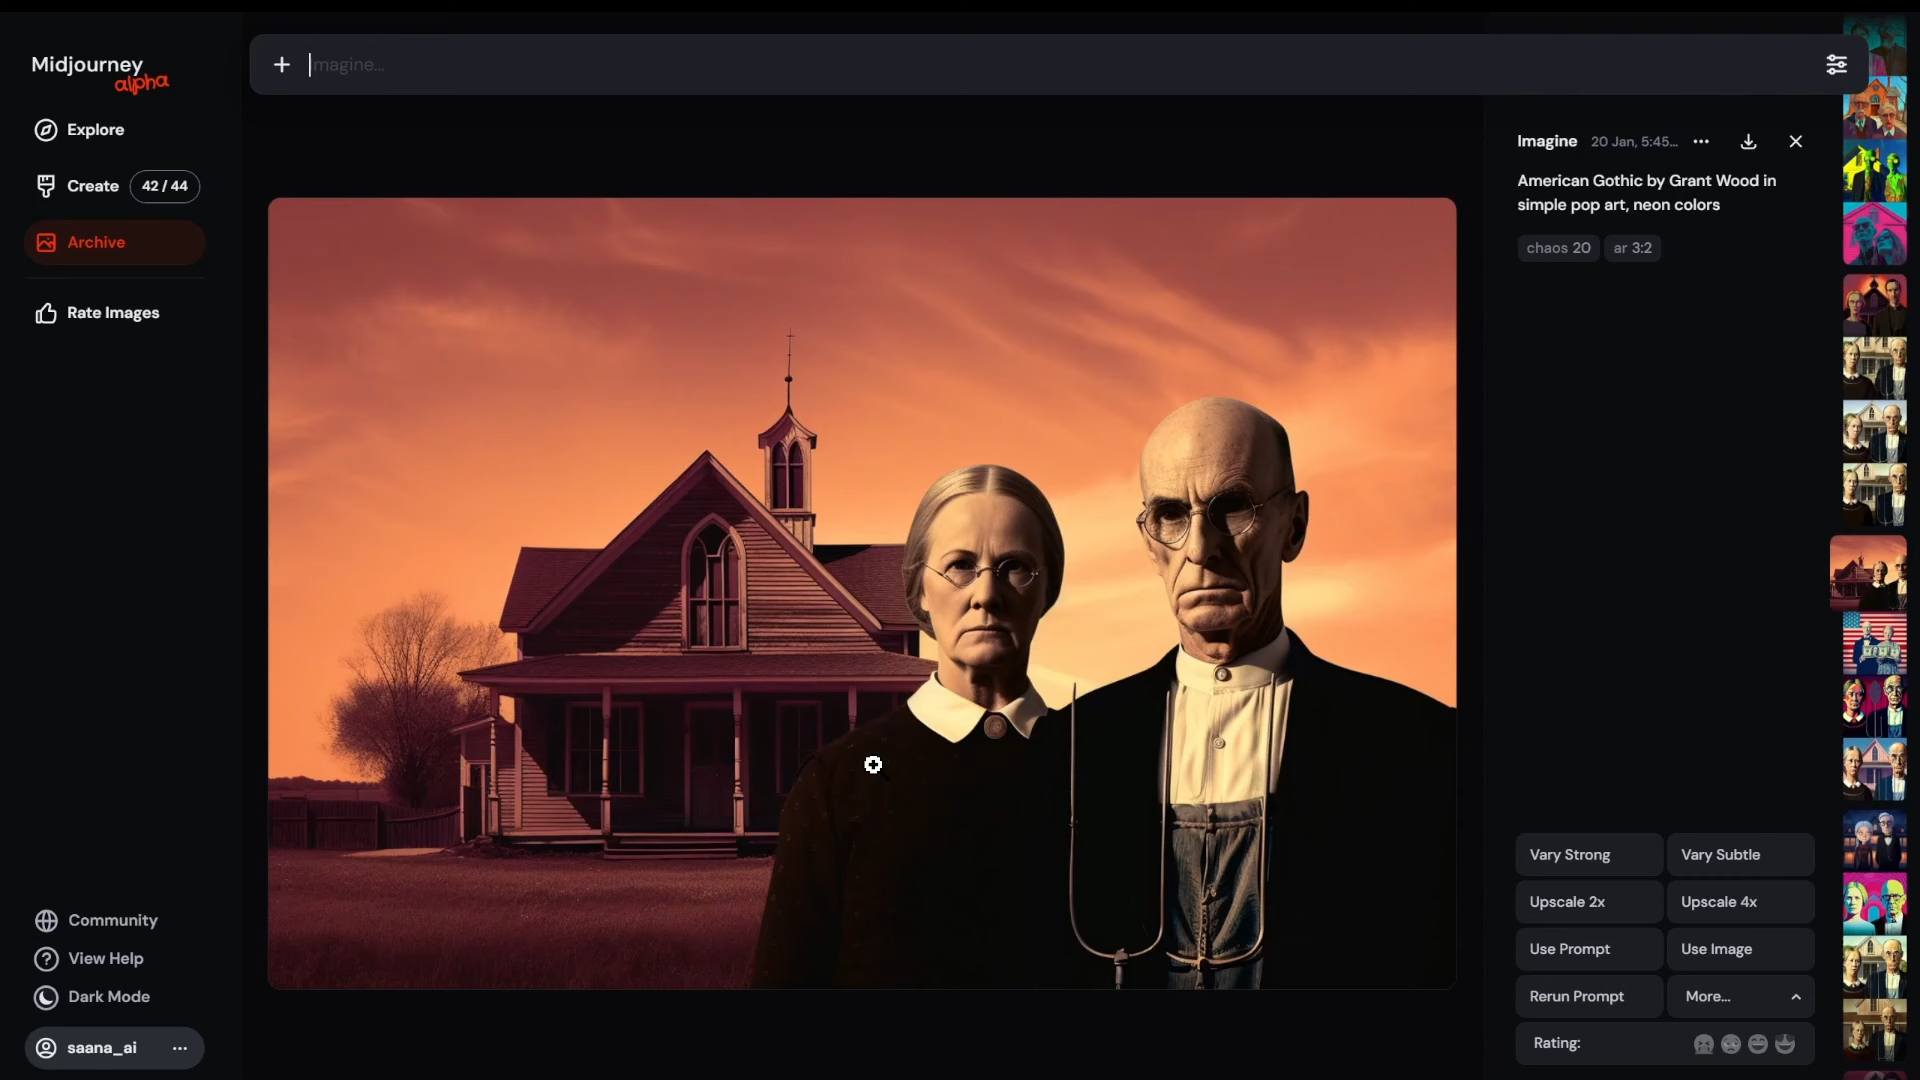 Midjourney
alpha
Imagine...
Explore
Create 42 / 44
Archive
Rate Images
Imagine 20 Jan, 5:45...
American Gothic by Grant Wood in
simple pop art, neon colors
chaos 20 ar 3:2
Vary Strong Vary Subtle
Upscale 2x Upscale 4x
Use Prompt Use Image
Rerun Prompt More...
Rating:
Community
View Help
Dark Mode
saana_ai